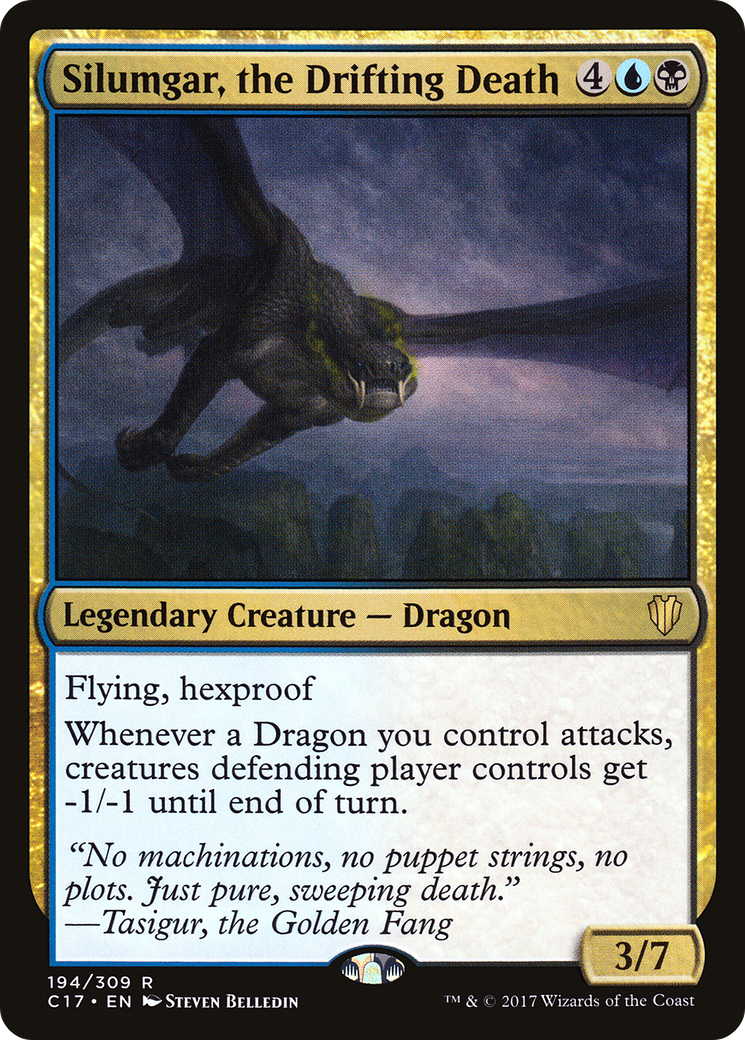 Silumgar, the Drifting Death 4
Legendary Creature — Dragon
Flying, hexproof
Whenever a Dragon you control attacks,
creatures defending player controls get
-1/-1 until end of turn.
“No machinations, no puppet strings, no
plots. Just pure, sweeping death.”
—Tasigur, the Golden Fang
3/7
194/309 R
C17 • EN Steven Belledin
™ & © 2017 Wizards of the Coast